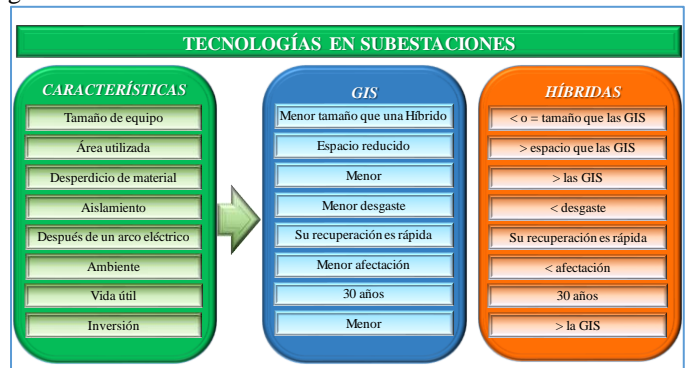 TECNOLOGÍAS EN SUBESTACIONES
CARACTERÍSTICAS
Tamaño de equipo
Área utilizada
Desperdicio de material
Aislamiento
Después de un arco eléctrico
Ambiente
Vida útil
Inversión
GIS
Menor tamaño que una Híbrido
Espacio reducido
Menor
Menor desgaste
Su recuperación es rápida
Menor afectación
30 años
Menor
HÍBRIDAS
< o = tamaño que las GIS
> espacio que las GIS
> las GIS
< desgaste
Su recuperación es rápida
< afectación
30 años
> la GIS